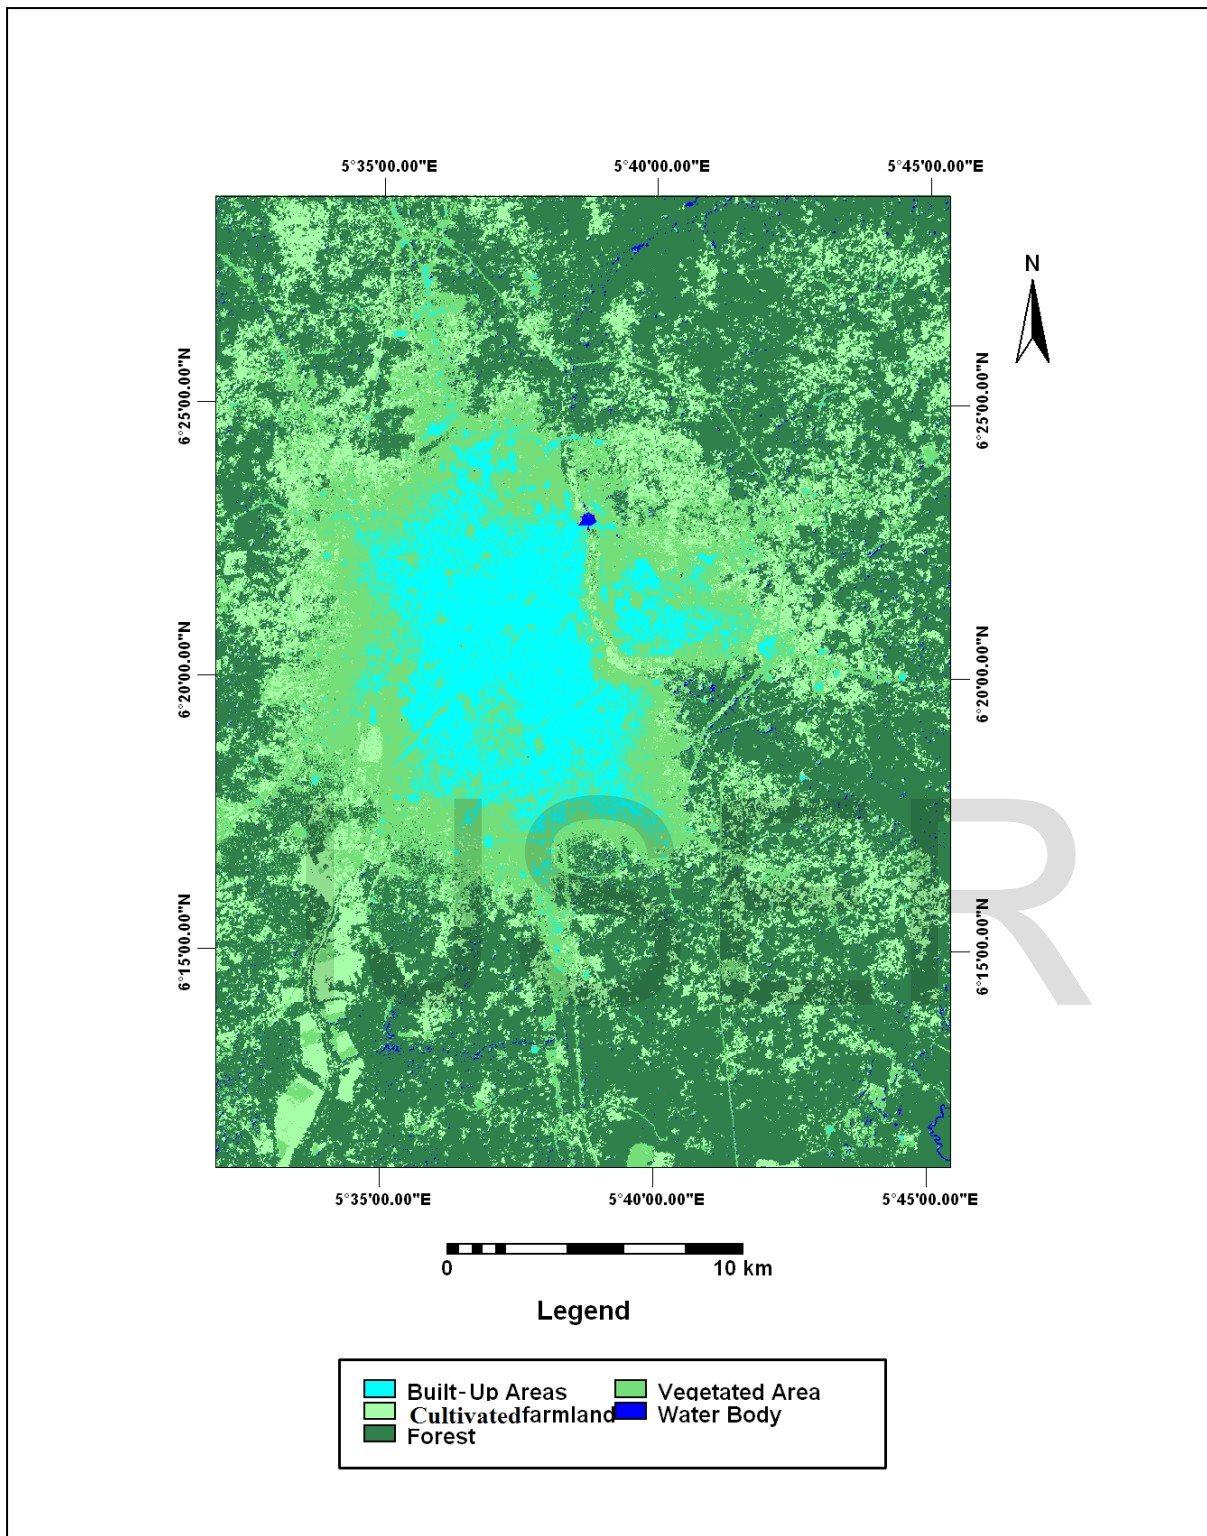 5°35'00.00"E 5°40'00.00"E 5°45'00.00"E
N
6°25'00.00"N 6°25'00.00"N
6°20'00.00"N 6°20'00.00"N
6°15'00.00"N 6°15'00.00"N
IJSER
5°35'00.00"E 5°40'00.00"E 5°45'00.00"E
0 10 km
Legend
Built-Up Areas Vegetated Area
Cultivatedfarmland Water Body
Forest